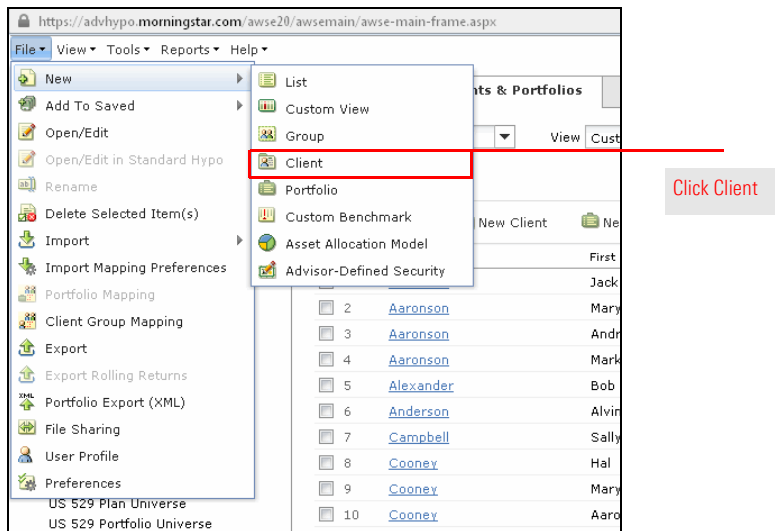 https://advhypo.morningstar.com/awse20/awsemain/awse-main-frame.aspx
File View Tools Reports Help
New
Add To Saved
Open/Edit
Open/Edit in Standard Hypo
Rename
Delete Selected Item(s)
Import
Import Mapping Preferences
Portfolio Mapping
Client Group Mapping
Export
Export Rolling Returns
XML Portfolio Export (XML)
File Sharing
User Profile
Preferences
US 529 Plan Universe
US 529 Portfolio Universe
List
Custom View
Group
Client
Portfolio
Custom Benchmark
Asset Allocation Model
Advisor-Defined Security
nts & Portfolios
View Cust
New Client Ne
First
Jack
2 Aaronson Mary
3 Aaronson Andr
4 Aaronson Mark
5 Alexander Bob
6 Anderson Alvin
7 Campbell Sally
8 Cooney Hal
9 Cooney Mary
10 Cooney Aaro
Click Client